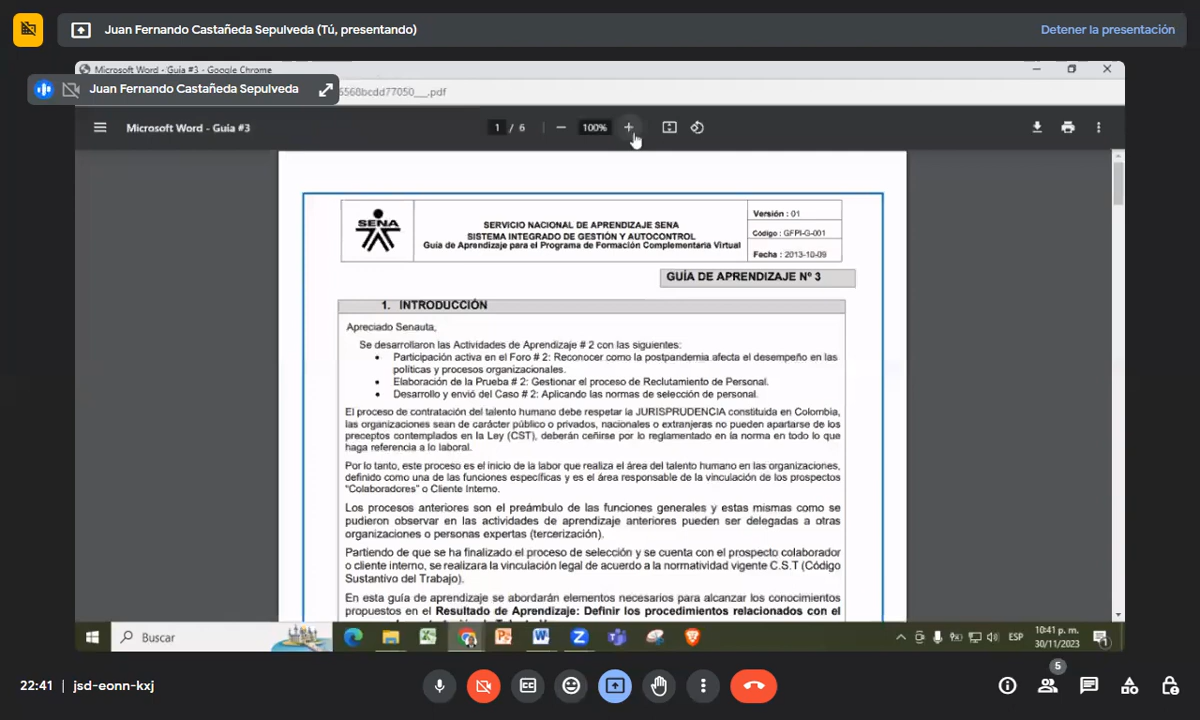 Juan Fernando Castañeda Sepulveda (Tú, presentando)
Detener la presentación
Microsoft Word - Guia #3 - Google Chrome
Juan Fernando Castañeda Sepulveda
6568bcdd77050__.pdf
Microsoft Word - Guia #3
1 / 6
100%
SENA
SERVICIO NACIONAL DE APRENDIZAJE SENA
SISTEMA INTEGRADO DE GESTIÓN Y AUTOCONTROL
Guía de Aprendizaje para el Programa de Formación Complementaria Virtual
Versión : 01
Código : GFPI-G-001
Fecha : 2013-10-09
GUÍA DE APRENDIZAJE Nº 3
1. INTRODUCCIÓN
Apreciado Senauta,
Se desarrollaron las Actividades de Aprendizaje # 2 con las siguientes:
• Participación activa en el Foro # 2: Reconocer como la postpandemia afecta el desempeño en las
políticas y procesos organizacionales.
• Elaboración de la Prueba # 2: Gestionar el proceso de Reclutamiento de Personal.
• Desarrollo y envió del Caso # 2: Aplicando las normas de selección de personal.
El proceso de contratación del talento humano debe respetar la JURISPRUDENCIA constituida en Colombia,
las organizaciones sean de carácter público o privados, nacionales o extranjeras no pueden apartarse de los
preceptos contemplados en la Ley (CST), deberán ceñirse por lo reglamentado en la norma en todo lo que
haga referencia a lo laboral.
Por lo tanto, este proceso es el inicio de la labor que realiza el área del talento humano en las organizaciones,
definido como una de las funciones específicas y es el área responsable de la vinculación de los prospectos
“Colaboradores” o Cliente Interno.
Los procesos anteriores son el preámbulo de las funciones generales y estas mismas como se
pudieron observar en las actividades de aprendizaje anteriores pueden ser delegadas a otras
organizaciones o personas expertas (tercerización).
Partiendo de que se ha finalizado el proceso de selección y se cuenta con el prospecto colaborador
o cliente interno, se realizara la vinculación legal de acuerdo a la normatividad vigente C.S.T (Código
Sustantivo del Trabajo).
En esta guía de aprendizaje se abordarán elementos necesarios para alcanzar los conocimientos
propuestos en el Resultado de Aprendizaje: Definir los procedimientos relacionados con el
Buscar
ESP
10:41 p. m.
30/11/2023
1
22:41 | jsd-eonn-kxj
5